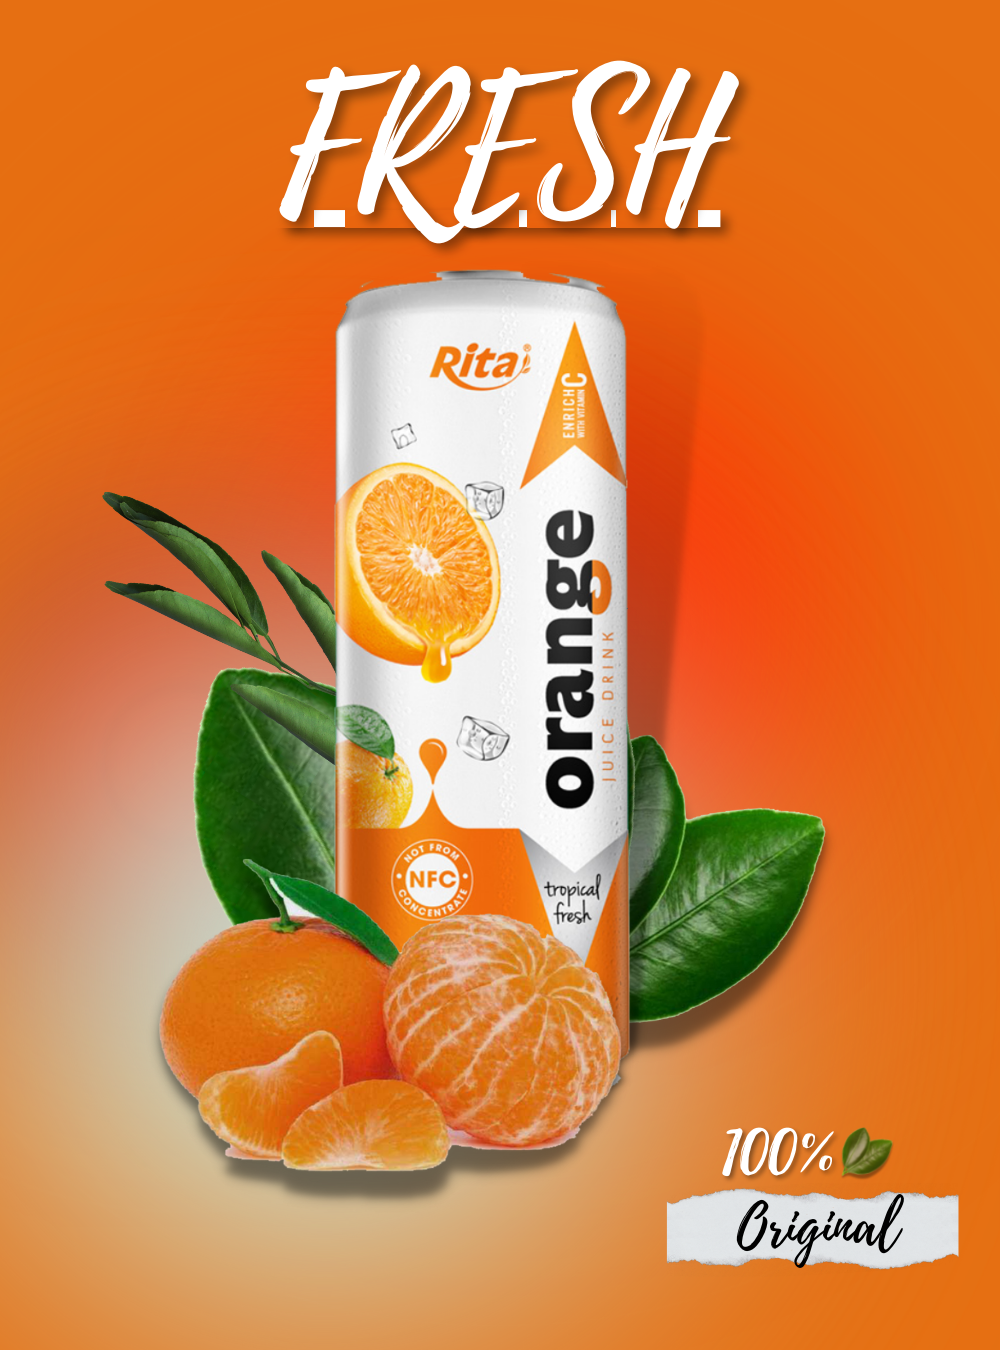 FRESH
Rita®
ENRICH C
WITH VITAMIN
orange
JUICE DRINK
NOT FROM
NFC
CONCENTRATE
tropical
fresh
100%
Original